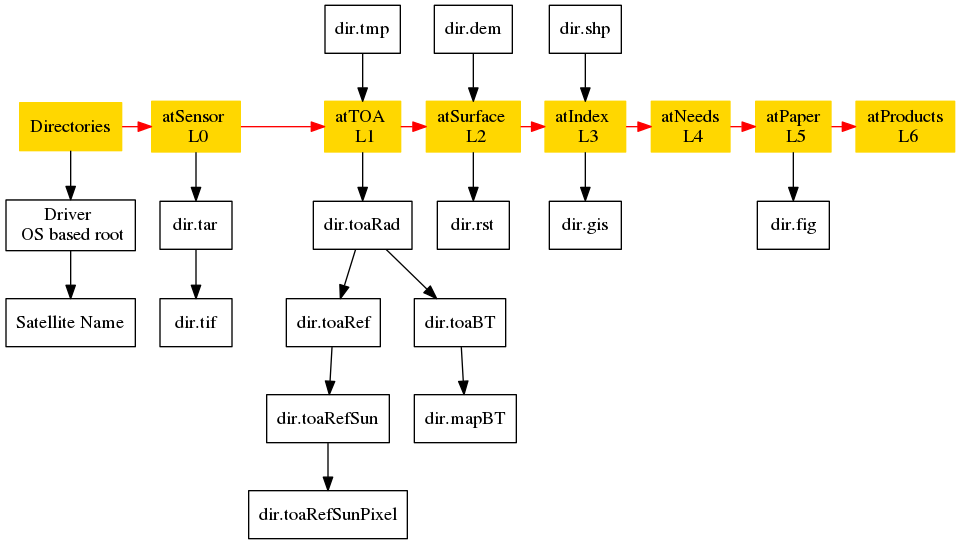 dir.tmp
dir.dem
dir.shp
Directories
atSensor
L0
atTOA
L1
atSurface
L2
atIndex
L3
atNeeds
L4
atPaper
L5
atProducts
L6
Driver
OS based root
dir.tar
dir.toaRad
dir.rst
dir.gis
dir.fig
Satellite Name
dir.tif
dir.toaRef
dir.toaBT
dir.toaRefSun
dir.mapBT
dir.toaRefSunPixel